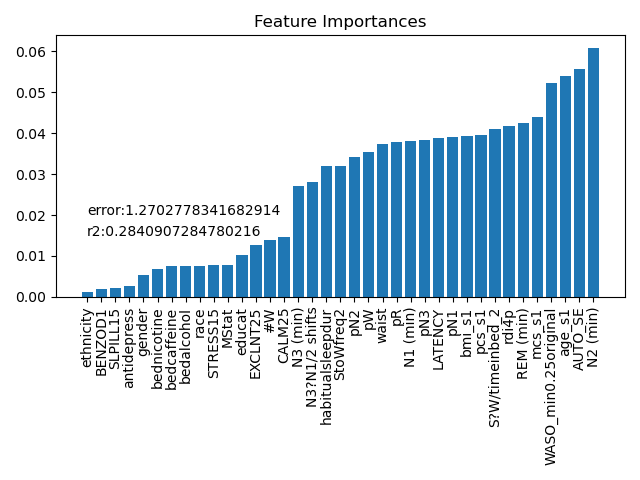 Feature Importances
0.06
0.05
0.04
0.03
0.02
0.01
0.00
error:1.2702778341682914
r2:0.2840907284780216
ethnicity
BENZOD1
SLPILL15
antidepress
gender
bednicotine
bedcaffeine
bedalcohol
race
STRESS15
MStat
educat
EXCLNT25
#W
CALM25
N3 (min)
N3?N1/2 shifts
habitualsleepdur
StoWfreq2
pN2
pW
waist
pR
N1 (min)
pN3
LATENCY
pN1
bmi_s1
pcs_s1
S?W/timeinbed_2
rdi4p
REM (min)
mcs_s1
WASO_min0.25original
age_s1
AUTO_SE
N2 (min)